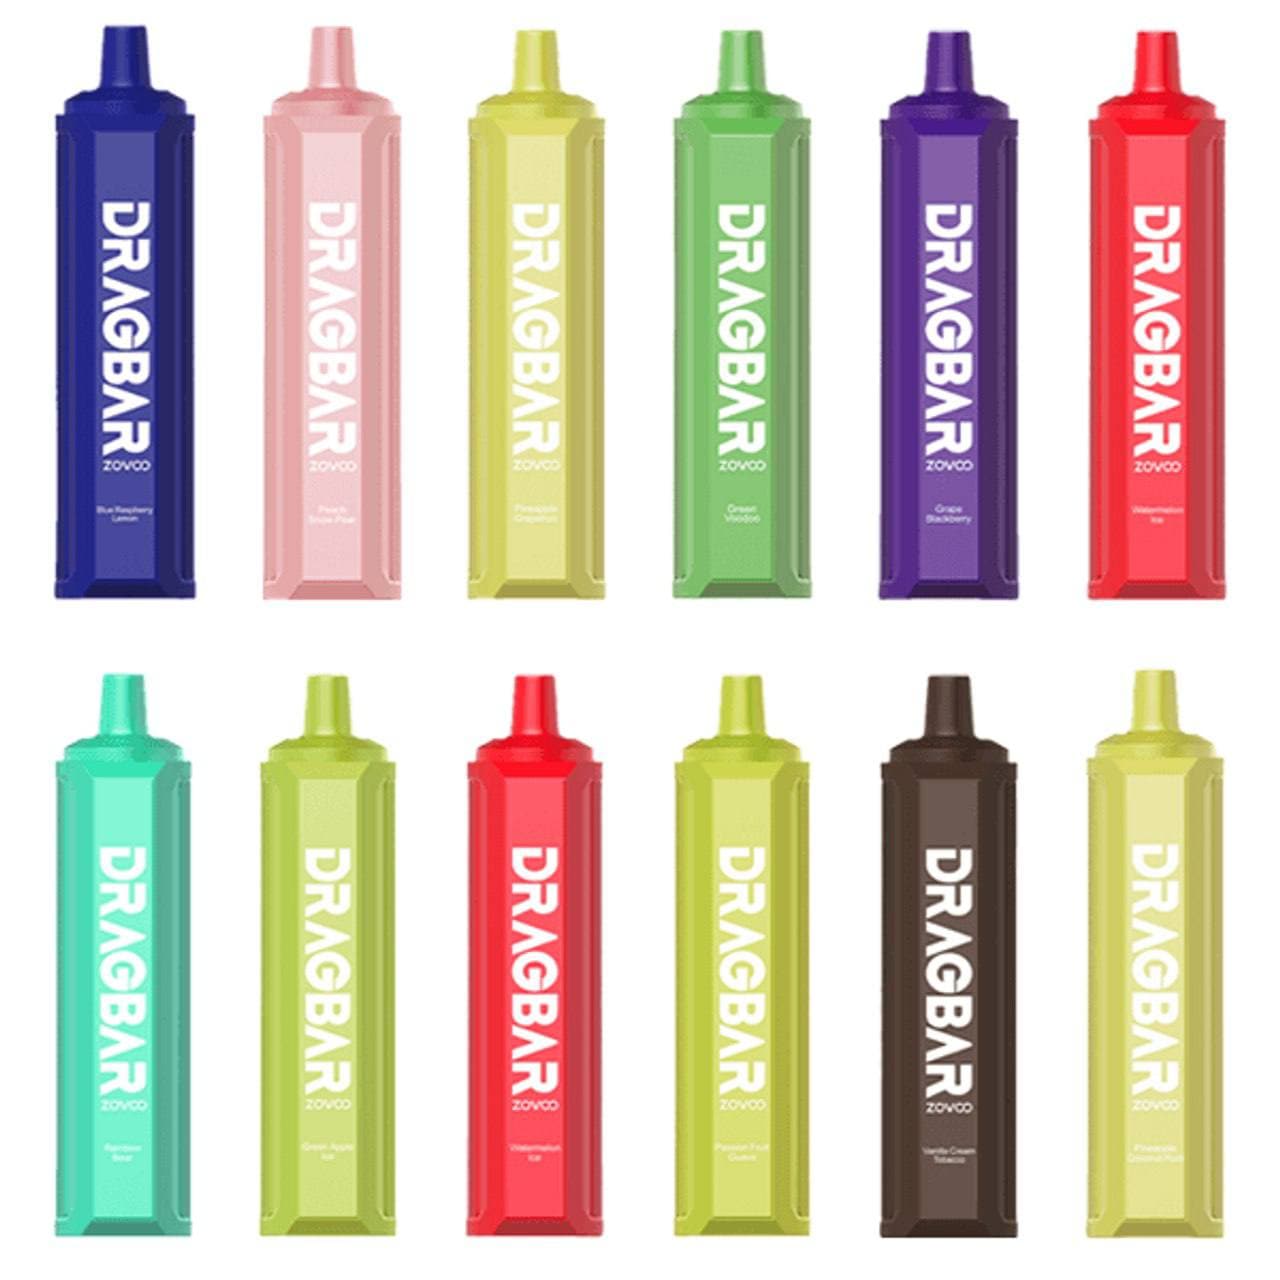 DRAGBAR
ZOVOO
Blue Raspberry
Lemon
DRAGBAR
ZOVOO
Peach
Snow Pear
DRAGBAR
ZOVOO
Pineapple
Grapefruit
DRAGBAR
ZOVOO
Green
Voodoo
DRAGBAR
ZOVOO
Grape
Blackberry
DRAGBAR
ZOVOO
Watermelon
Ice
DRAGBAR
ZOVOO
Rainbow
Bear
DRAGBAR
ZOVOO
Green Apple
Ice
DRAGBAR
ZOVOO
Watermelon
Ice
DRAGBAR
ZOVOO
Passion Fruit
Guava
DRAGBAR
ZOVOO
Vanilla Cream
Tobacco
DRAGBAR
ZOVOO
Pineapple
Coconut